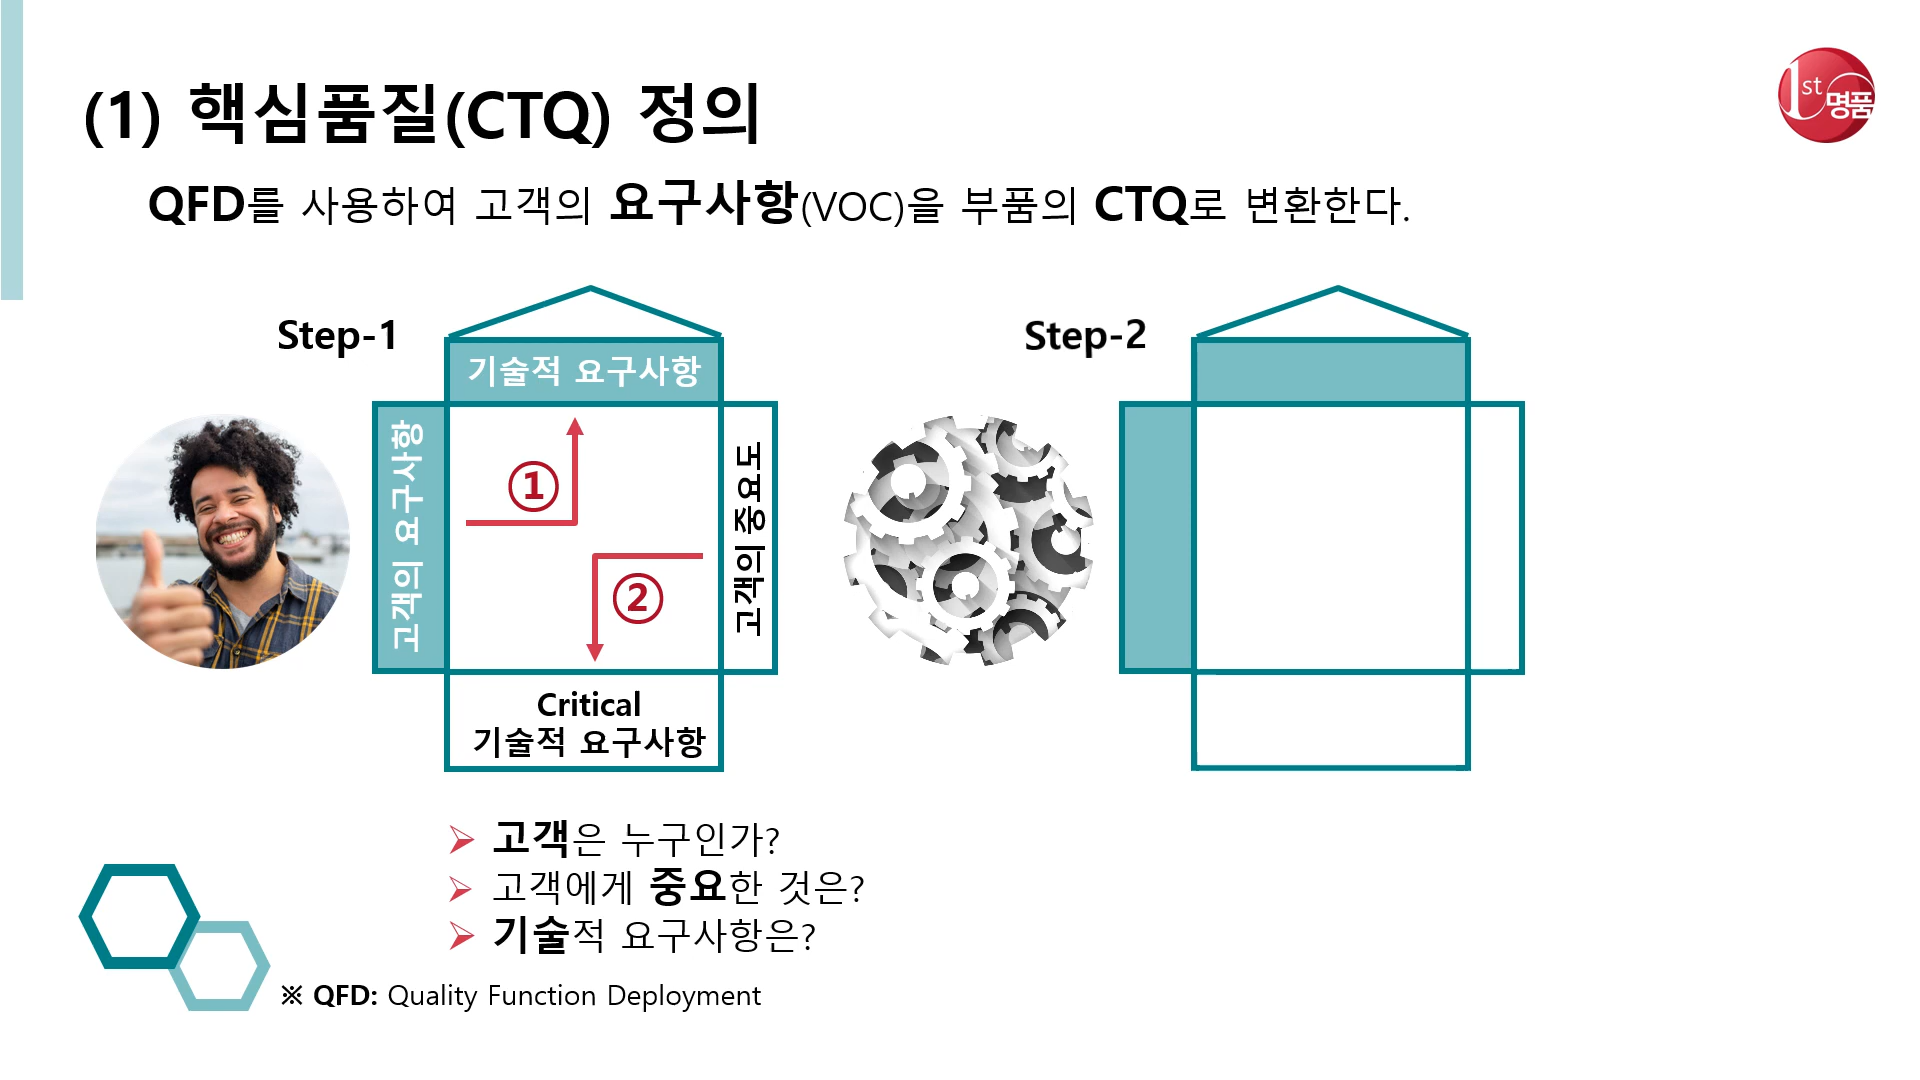 (1) 핵심품질(CTQ) 정의
1st 명품
QFD를 사용하여 고객의 요구사항(VOC)을 부품의 CTQ로 변환한다.
Step-1
기술적 요구사항
고객의 요구사항
①
②
고객의 중요도
Critical
기술적 요구사항
Step-2
➢ 고객은 누구인가?
➢ 고객에게 중요한 것은?
➢ 기술적 요구사항은?
※ QFD: Quality Function Deployment